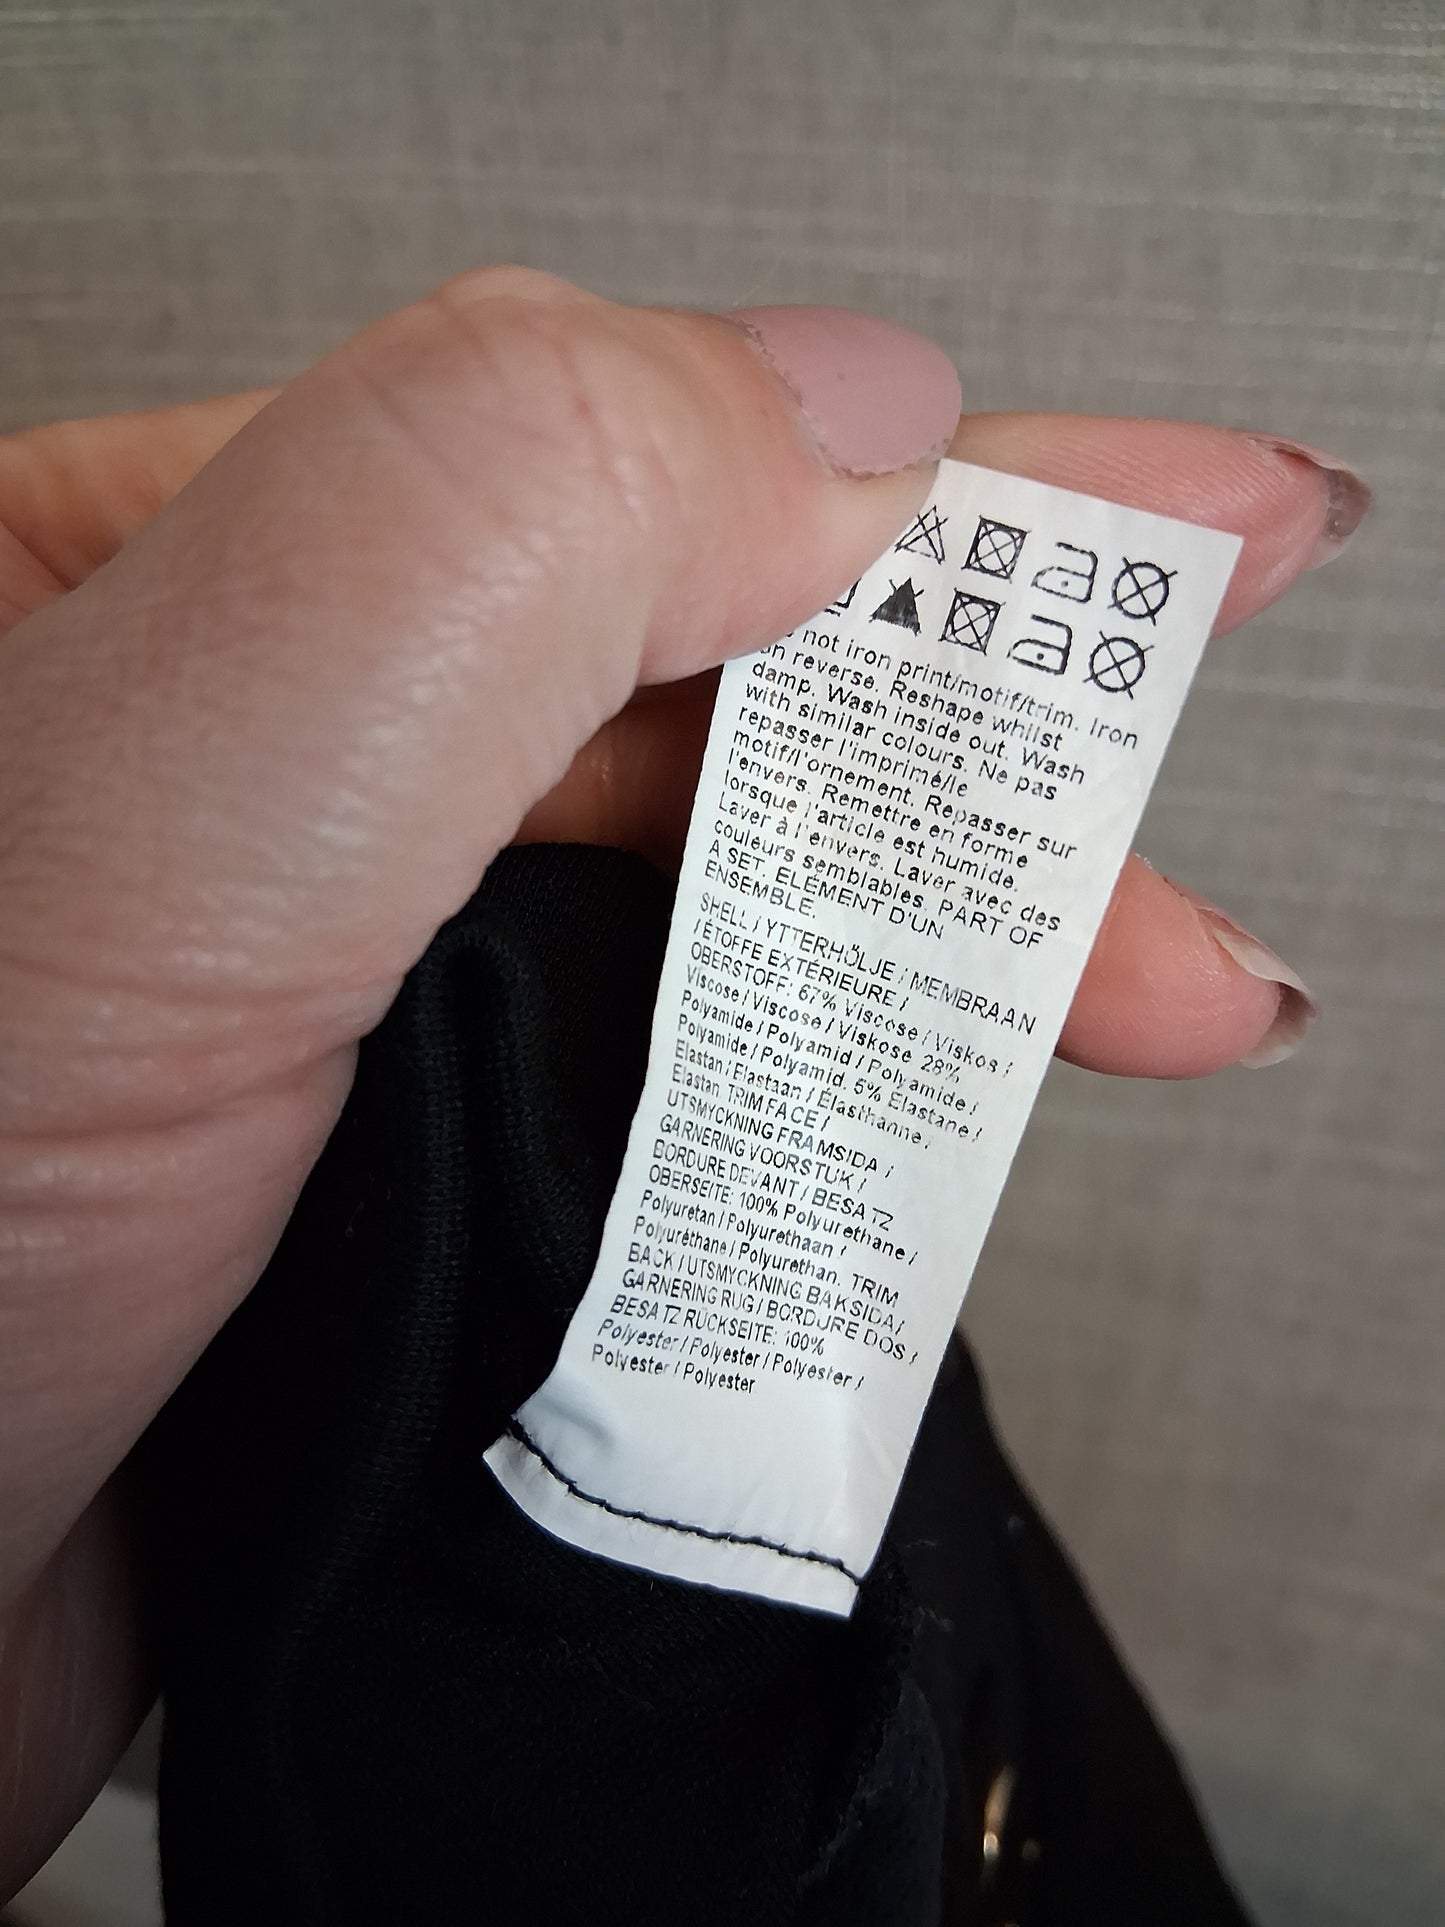 not iron print/motif/trim. Iron
on reverse. Reshape whilst
damp. Wash inside out. Wash
with similar colours. Ne pas
repasser l'imprimé/le
motif/l'ornement. Repasser sur
l'envers. Remettre en forme
lorsque l'article est humide.
Laver à l'envers. Laver avec des
couleurs semblables. PART OF
A SET. ELÉMENT D'UN
ENSEMBLE.
SHELL / YTTERHÖLJE / MEMBRAAN
/ ÉTOFFE EXTÉRIEURE /
OBERSTOFF: 67% Viscose / Viskos /
Viscose / Viscose / Viskose 28%
Polyamide / Polyamid / Polyamide /
Polyamide / Polyamid. 5% Elastane /
Elastan / Elastaan / Élasthanne /
Elastan. TRIM FACE /
UTSMYCKNING FRAMSIDA /
GARNERING VOORSTUK /
BORDURE DEVANT / BESATZ
OBERSEITE: 100% Polyurethane /
Polyuretan / Polyurethaan /
Polyuréthane / Polyurethan. TRIM
BACK / UTSMYCKNING BAKSIDA /
GARNERING RUG / BORDURE DOS /
BESATZ RÜCKSEITE: 100%
Polyester / Polyester / Polyester /
Polyester / Polyester